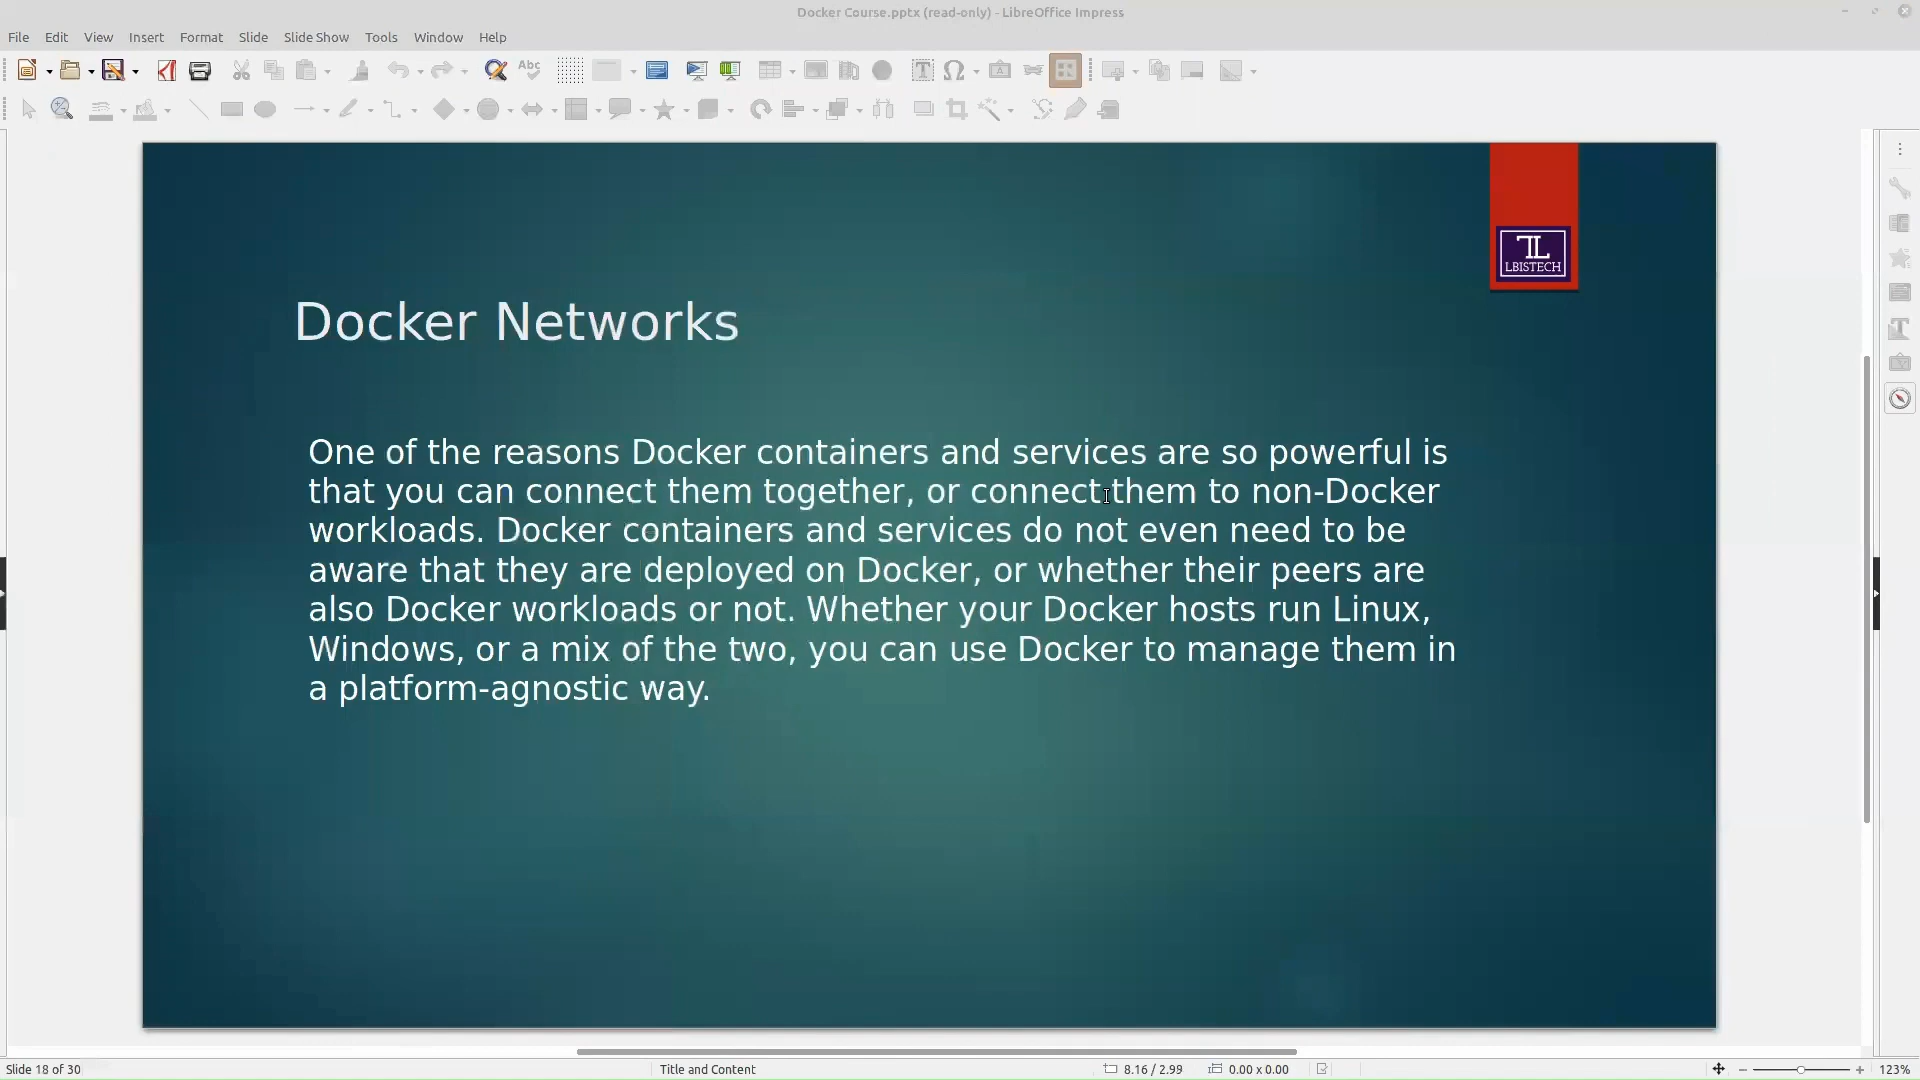 Docker Course.pptx (read-only) - LibreOffice Impress
File Edit View Insert Format Slide Slide Show Tools Window Help
Abc
LBISTECH
Docker Networks
One of the reasons Docker containers and services are so powerful is
that you can connect them together, or connect them to non-Docker
workloads. Docker containers and services do not even need to be
aware that they are deployed on Docker, or whether their peers are
also Docker workloads or not. Whether your Docker hosts run Linux,
Windows, or a mix of the two, you can use Docker to manage them in
a platform-agnostic way.
Slide 18 of 30 Title and Content 8.16 / 2.99 0.00 x 0.00 123%